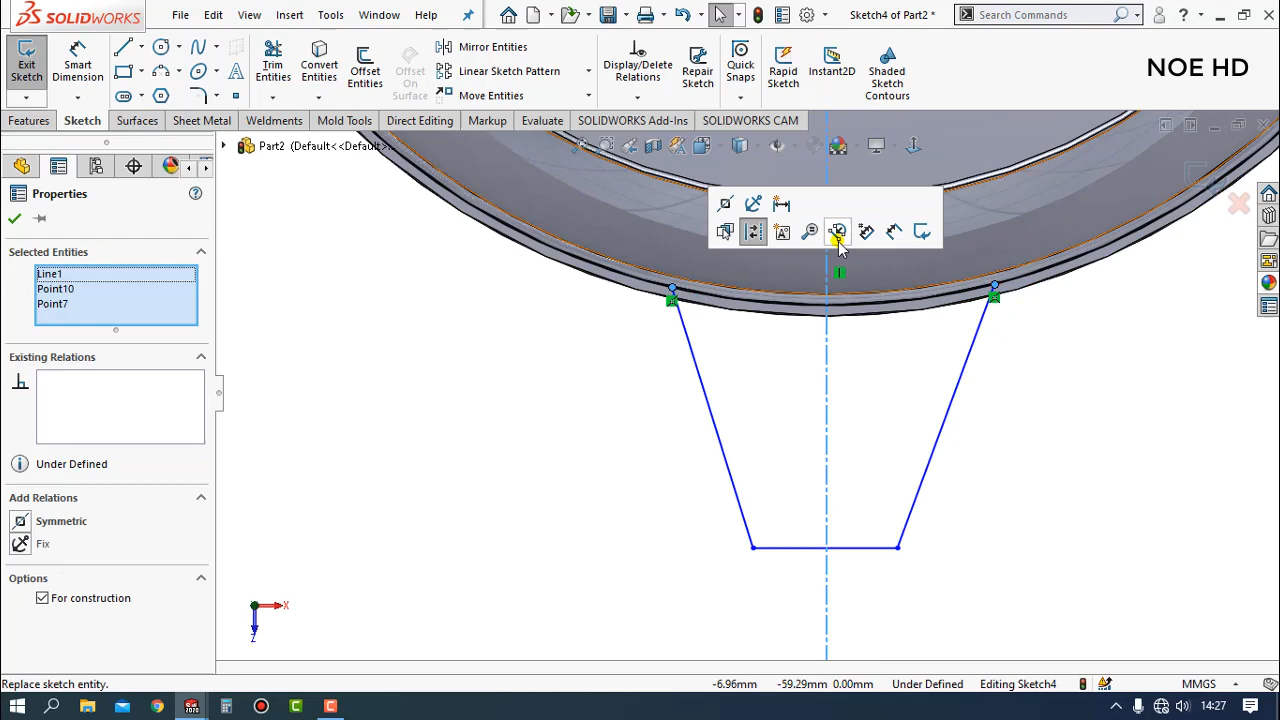 SOLIDWORKS File Edit View Insert Tools Window Help Sketch4 of Part2 * Search Commands ?
NOE HD
Exit Sketch
Smart Dimension
Trim Entities
Convert Entities
Offset Entities
Offset On Surface
Mirror Entities
Linear Sketch Pattern
Move Entities
Display/Delete Relations
Repair Sketch
Quick Snaps
Rapid Sketch
Instant2D
Shaded Sketch Contours
Features Sketch Surfaces Sheet Metal Weldments Mold Tools Direct Editing Markup Evaluate SOLIDWORKS Add-Ins SOLIDWORKS CAM
Part2 (Default<<Default>...
Properties
Selected Entities
Line1
Point10
Point7
Existing Relations
Under Defined
Add Relations
Symmetric
Fix
Options
For construction
X
Z
Replace sketch entity. -6.96mm -59.29mm 0.00mm Under Defined Editing Sketch4 MMGS
14:27